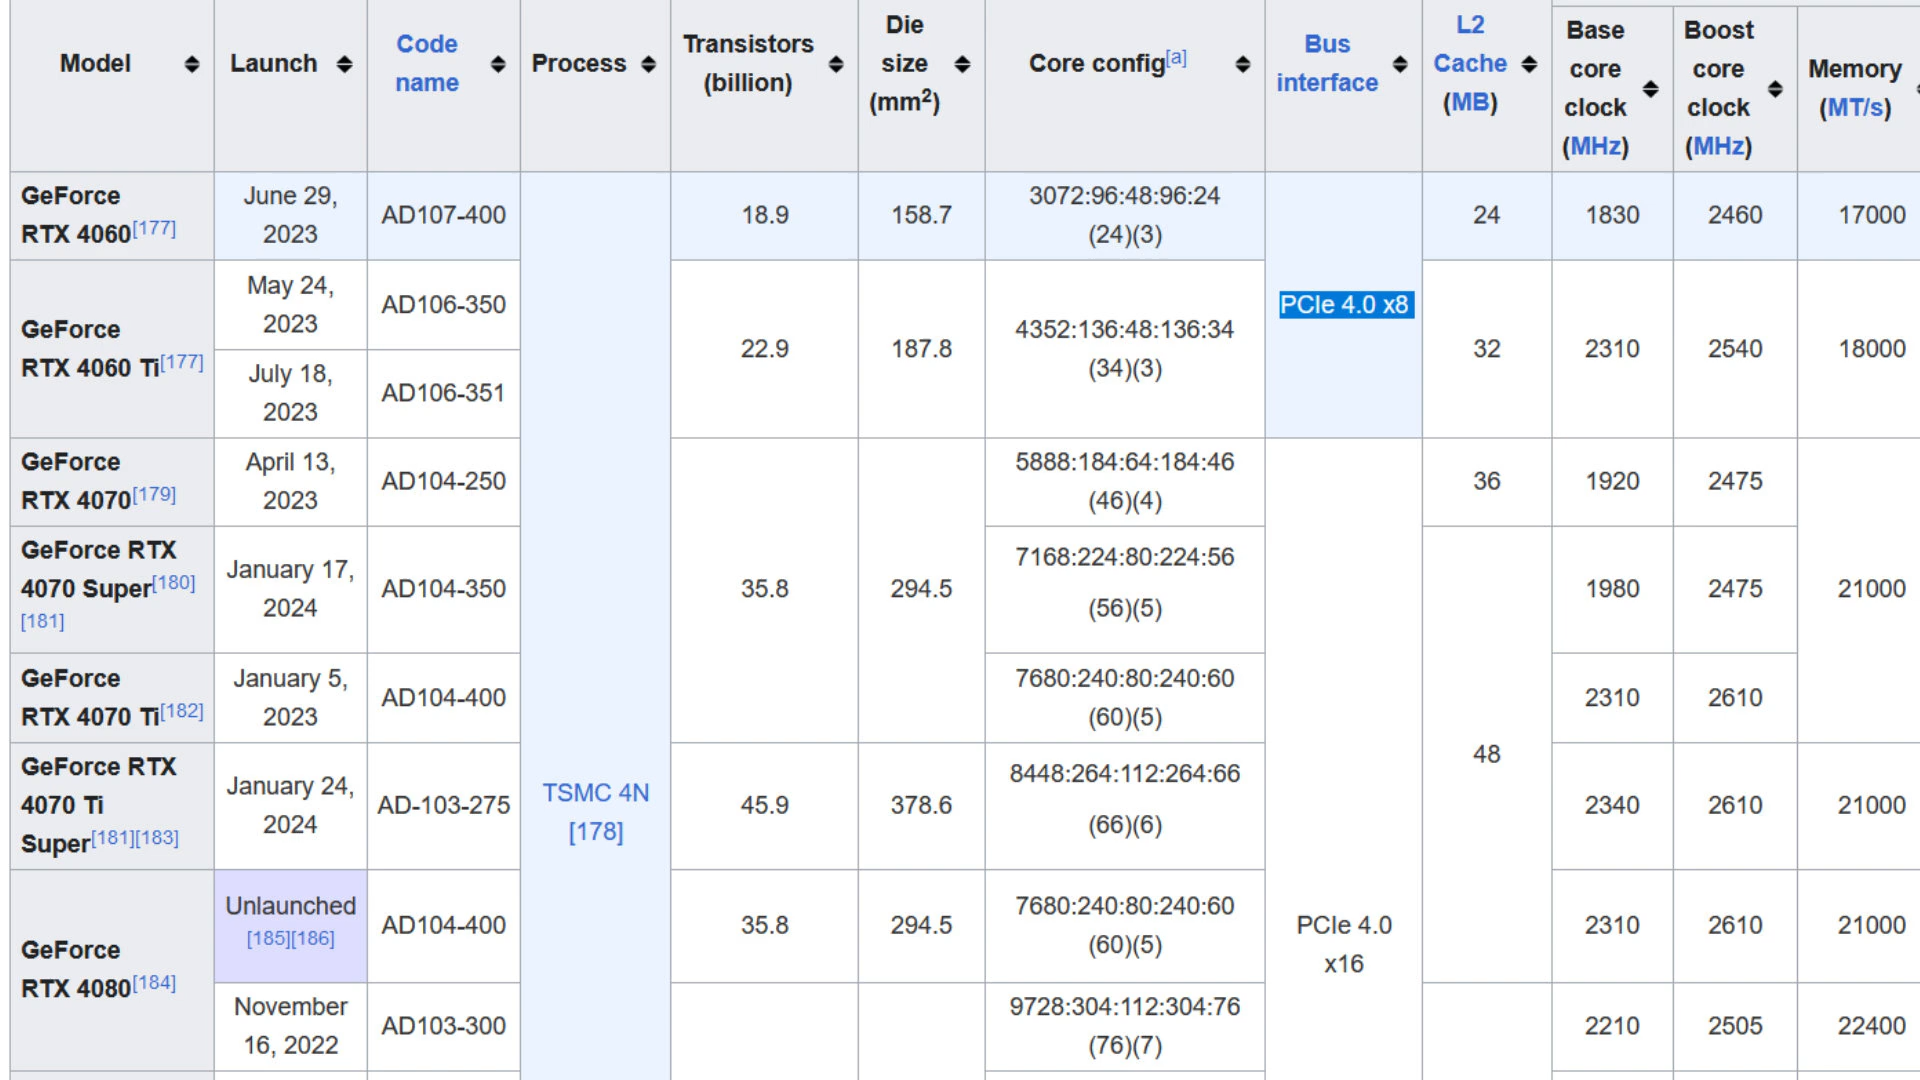 Model
Launch
Code name
Process
Transistors (billion)
Die size (mm²)
Core config[a]
Bus interface
L2 Cache (MB)
Base core clock (MHz)
Boost core clock (MHz)
Memory (MT/s)
GeForce RTX 4060[177]
June 29, 2023
AD107-400
TSMC 4N [178]
18.9
158.7
3072:96:48:96:24 (24)(3)
PCIe 4.0 x8
24
1830
2460
17000
GeForce RTX 4060 Ti[177]
May 24, 2023
AD106-350
22.9
187.8
4352:136:48:136:34 (34)(3)
32
2310
2540
18000
July 18, 2023
AD106-351
GeForce RTX 4070[179]
April 13, 2023
AD104-250
35.8
294.5
5888:184:64:184:46 (46)(4)
PCIe 4.0 x16
36
1920
2475
21000
GeForce RTX 4070 Super[180][181]
January 17, 2024
AD104-350
7168:224:80:224:56 (56)(5)
48
1980
2475
GeForce RTX 4070 Ti[182]
January 5, 2023
AD104-400
7680:240:80:240:60 (60)(5)
2310
2610
GeForce RTX 4070 Ti Super[181][183]
January 24, 2024
AD-103-275
45.9
378.6
8448:264:112:264:66 (66)(6)
2340
2610
21000
GeForce RTX 4080[184]
Unlaunched [185][186]
AD104-400
35.8
294.5
7680:240:80:240:60 (60)(5)
2310
2610
21000
November 16, 2022
AD103-300
9728:304:112:304:76 (76)(7)
2210
2505
22400